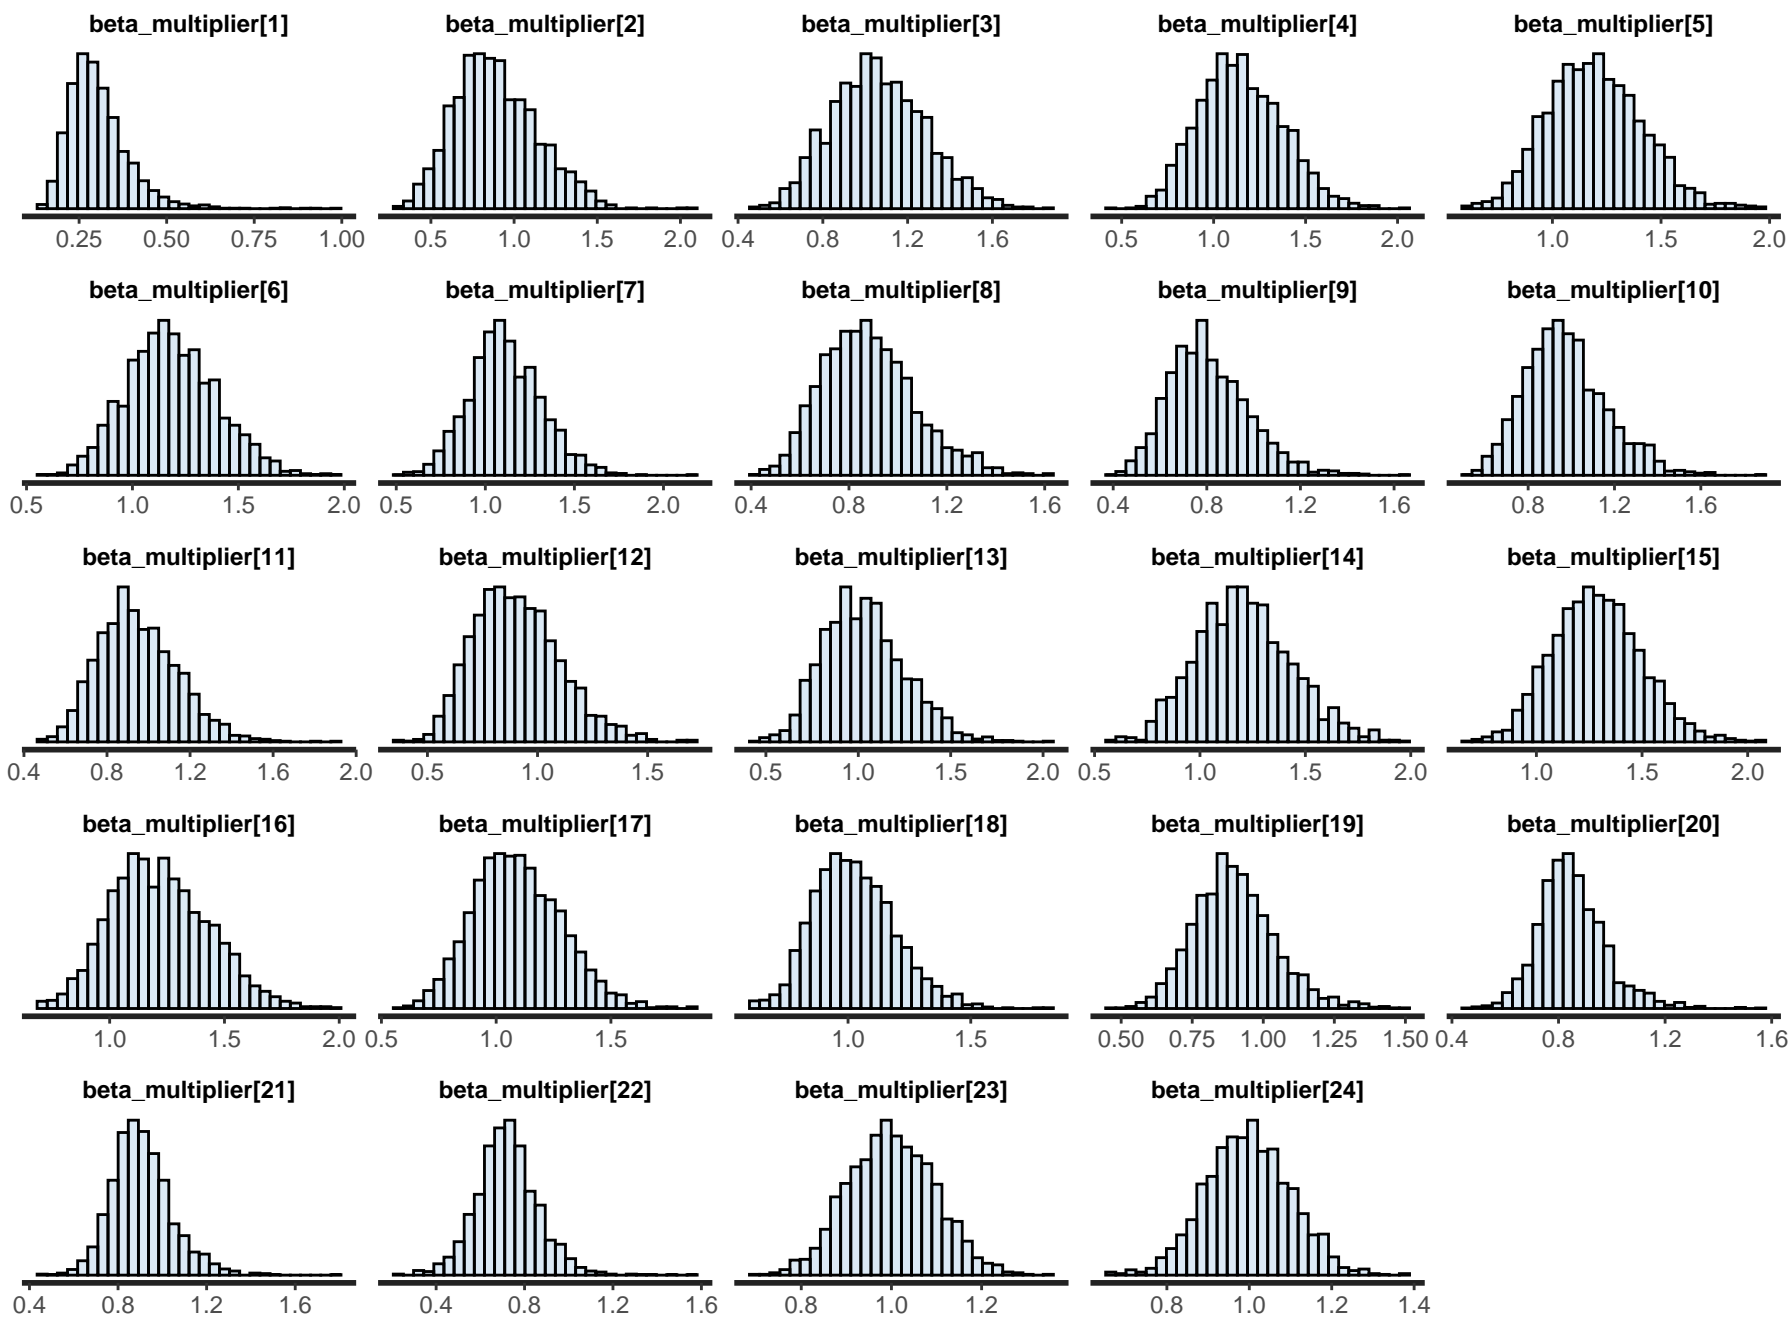 beta_multiplier[1] beta_multiplier[2] beta_multiplier[3] beta_multiplier[4] beta_multiplier[5]
0.25 0.50 0.75 1.00 0.5 1.0 1.5 2.0 0.4 0.8 1.2 1.6 0.5 1.0 1.5 2.0 1.0 1.5 2.0
beta_multiplier[6] beta_multiplier[7] beta_multiplier[8] beta_multiplier[9] beta_multiplier[10]
0.5 1.0 1.5 2.0 0.5 1.0 1.5 2.0 0.4 0.8 1.2 1.6 0.4 0.8 1.2 1.6 0.8 1.2 1.6
beta_multiplier[11] beta_multiplier[12] beta_multiplier[13] beta_multiplier[14] beta_multiplier[15]
0.4 0.8 1.2 1.6 2.0 0.5 1.0 1.5 0.5 1.0 1.5 2.0 0.5 1.0 1.5 2.0 1.0 1.5 2.0
beta_multiplier[16] beta_multiplier[17] beta_multiplier[18] beta_multiplier[19] beta_multiplier[20]
1.0 1.5 2.0 0.5 1.0 1.5 1.0 1.5 0.50 0.75 1.00 1.25 1.50 0.4 0.8 1.2 1.6
beta_multiplier[21] beta_multiplier[22] beta_multiplier[23] beta_multiplier[24]
0.4 0.8 1.2 1.6 0.4 0.8 1.2 1.6 0.8 1.0 1.2 0.8 1.0 1.2 1.4